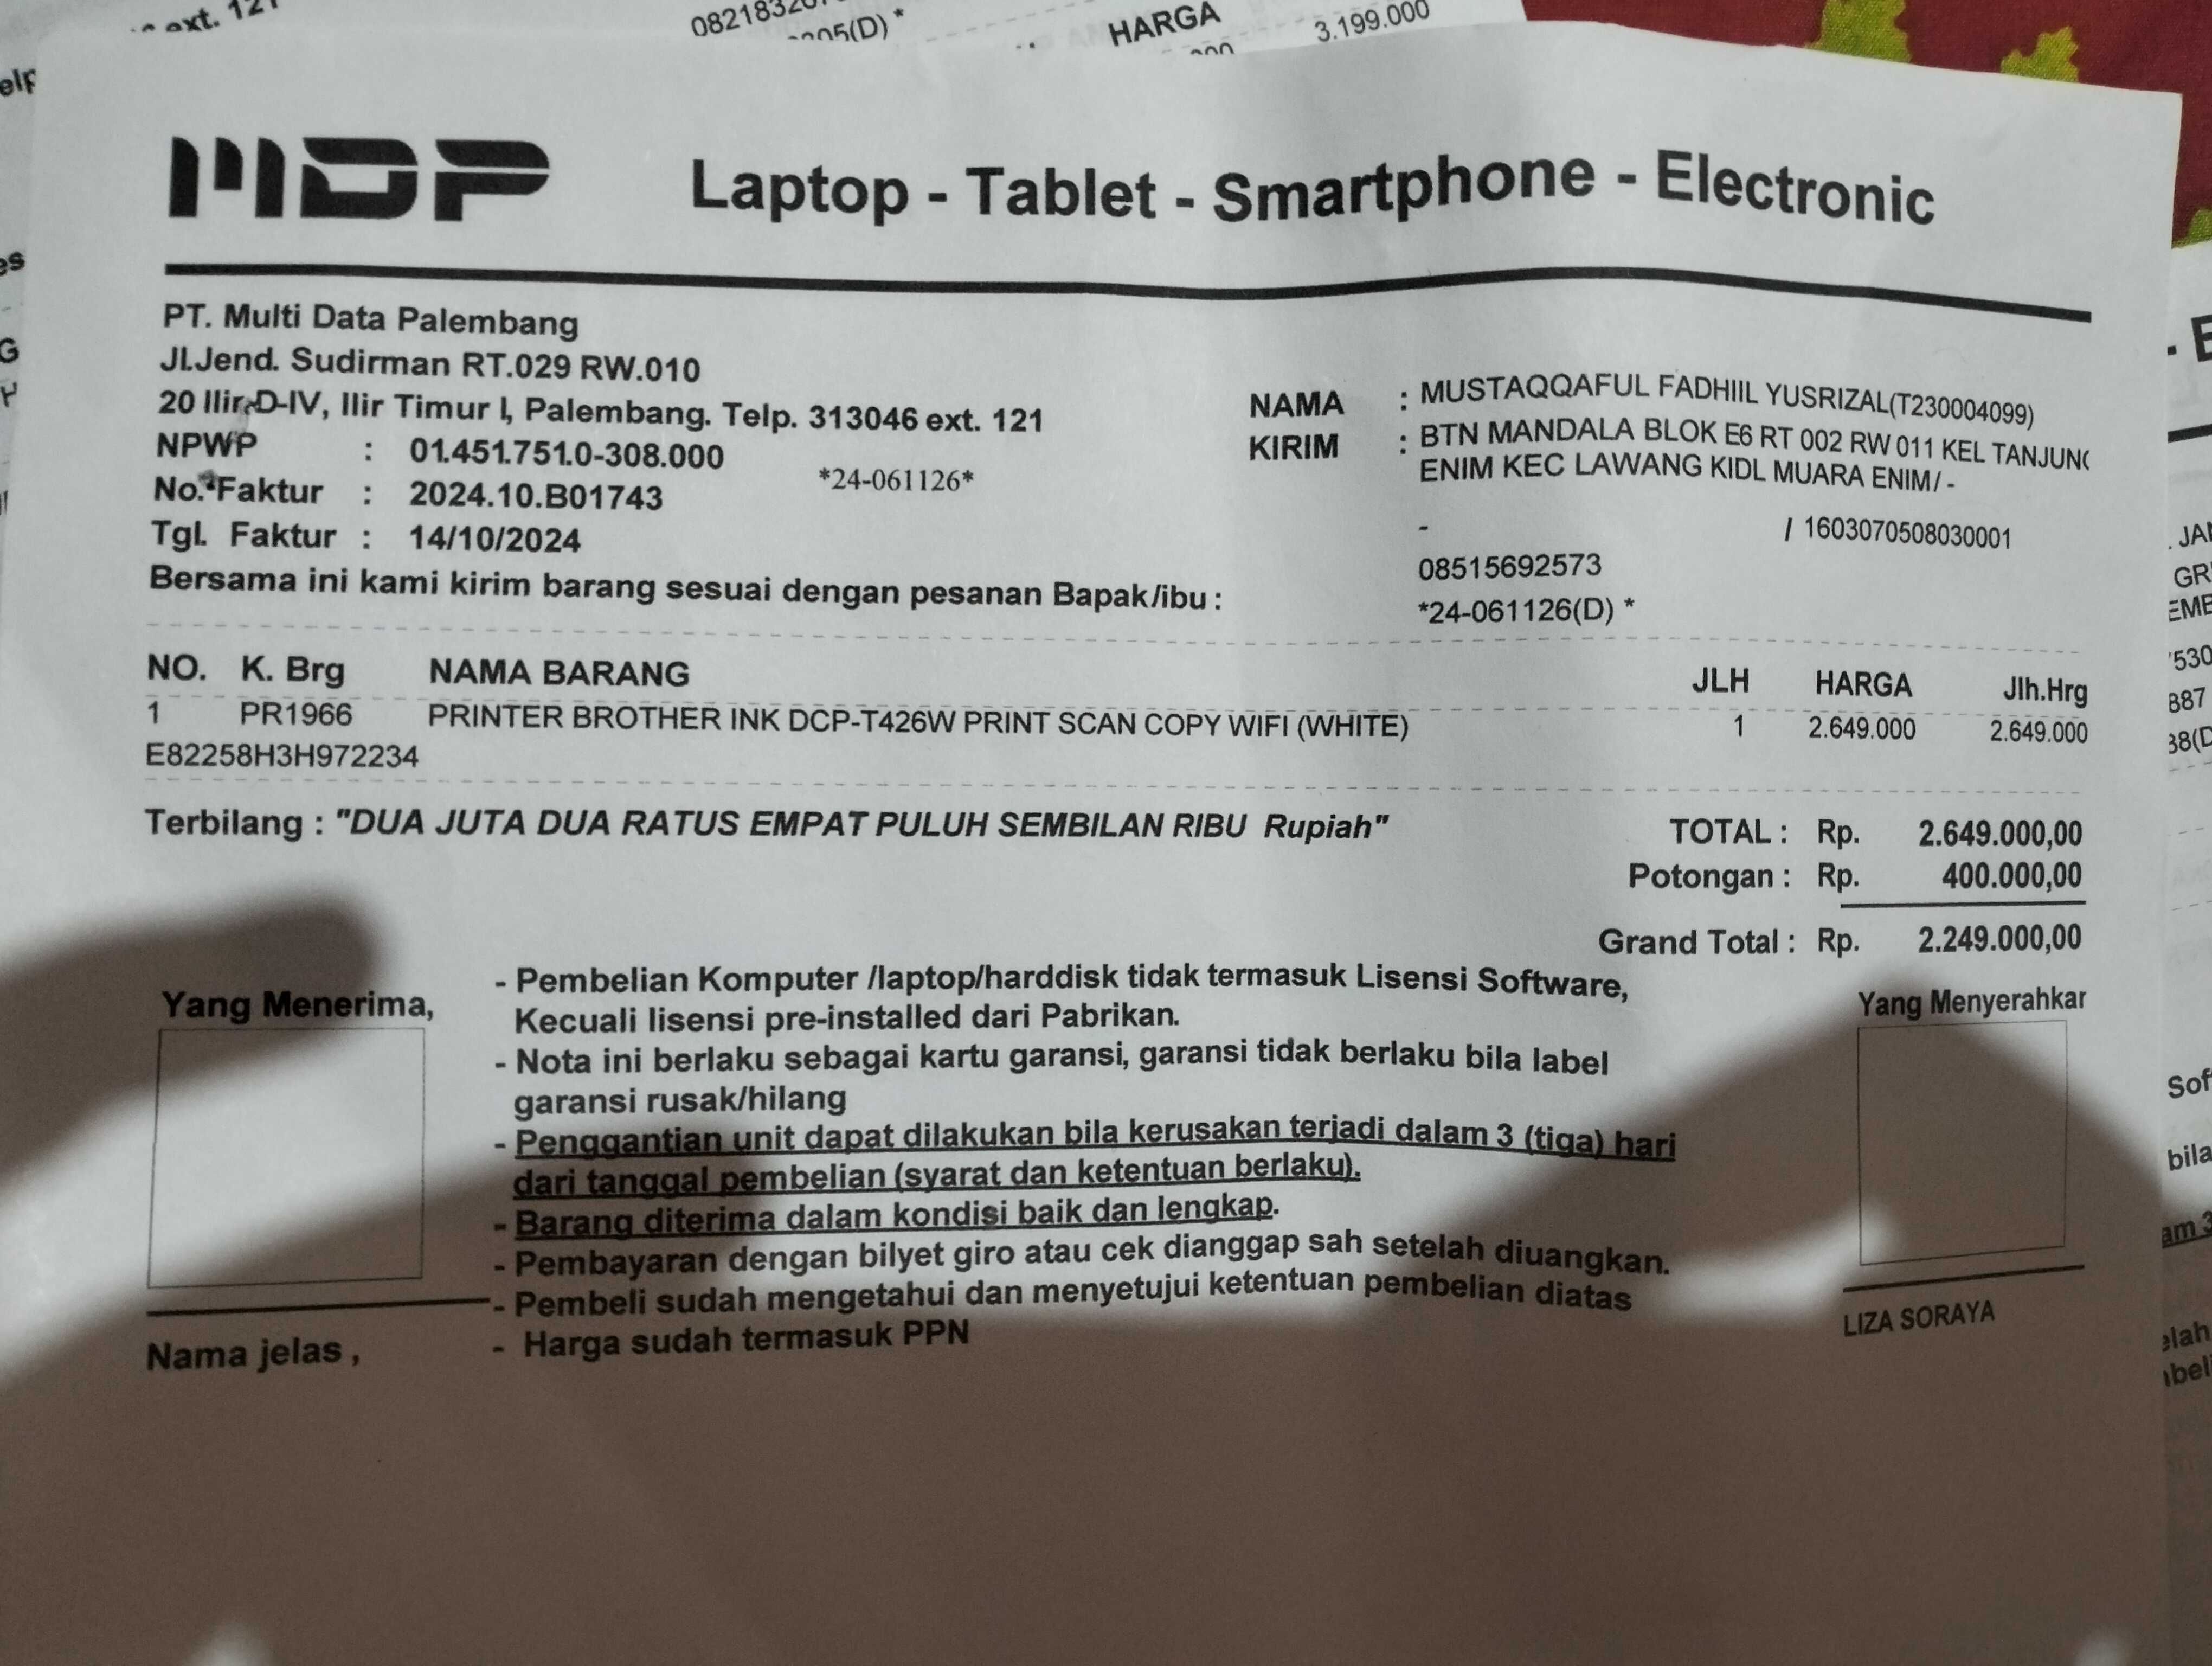 ext. 121
HARGA
3.199.000
MDP
Laptop - Tablet - Smartphone - Electronic
PT. Multi Data Palembang
Jl.Jend. Sudirman RT.029 RW.010
20 Ilir D-IV, Ilir Timur I, Palembang. Telp. 313046 ext. 121
NPWP : 01.451.751.0-308.000
*24-061126*
No. Faktur : 2024.10.B01743
Tgl. Faktur : 14/10/2024
Bersama ini kami kirim barang sesuai dengan pesanan Bapak/ibu :
NAMA : MUSTAQQAFUL FADHIIL YUSRIZAL(T230004099)
KIRIM : BTN MANDALA BLOK E6 RT 002 RW 011 KEL TANJUNG
ENIM KEC LAWANG KIDL MUARA ENIM/ -
- / 1603070508030001
08515692573
*24-061126(D) *
NO. K. Brg NAMA BARANG JLH HARGA Jlh.Hrg
1 PR1966 PRINTER BROTHER INK DCP-T426W PRINT SCAN COPY WIFI (WHITE) 1 2.649.000 2.649.000
E82258H3H972234
Terbilang : "DUA JUTA DUA RATUS EMPAT PULUH SEMBILAN RIBU Rupiah"
TOTAL : Rp. 2.649.000,00
Potongan : Rp. 400.000,00
Grand Total : Rp. 2.249.000,00
Yang Menerima,
- Pembelian Komputer /laptop/harddisk tidak termasuk Lisensi Software,
Kecuali lisensi pre-installed dari Pabrikan.
- Nota ini berlaku sebagai kartu garansi, garansi tidak berlaku bila label
garansi rusak/hilang
- Penggantian unit dapat dilakukan bila kerusakan terjadi dalam 3 (tiga) hari
dari tanggal pembelian (syarat dan ketentuan berlaku).
- Barang diterima dalam kondisi baik dan lengkap.
- Pembayaran dengan bilyet giro atau cek dianggap sah setelah diuangkan.
- Pembeli sudah mengetahui dan menyetujui ketentuan pembelian diatas
- Harga sudah termasuk PPN
Nama jelas ,
Yang Menyerahkar
LIZA SORAYA